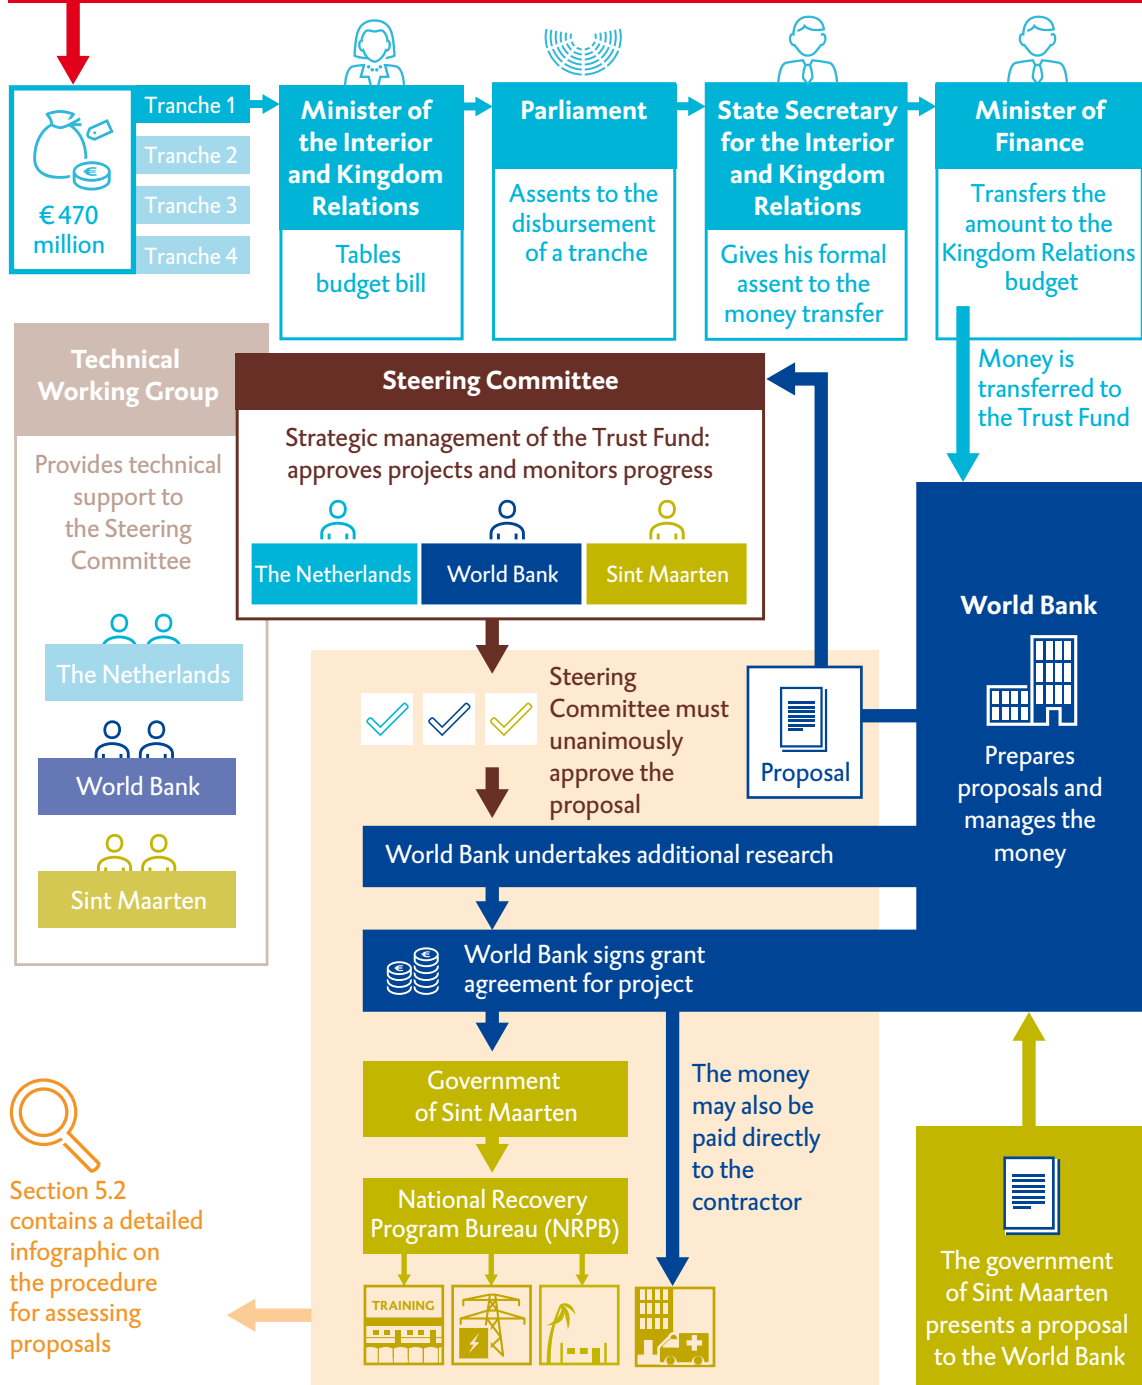 € 470
million
Tranche 1
Tranche 2
Tranche 3
Tranche 4
Minister of
the Interior
and Kingdom
Relations
Tables
budget bill
Parliament
Assents to the
disbursement
of a tranche
State Secretary
for the Interior
and Kingdom
Relations
Gives his formal
assent to the
money transfer
Minister of
Finance
Transfers the
amount to the
Kingdom Relations
budget
Money is
transferred to
the Trust Fund
Technical
Working Group
Provides technical
support to
the Steering
Committee
The Netherlands
World Bank
Sint Maarten
Steering Committee
Strategic management of the Trust Fund:
approves projects and monitors progress
The Netherlands
World Bank
Sint Maarten
Steering
Committee must
unanimously
approve the
proposal
Proposal
World Bank
Prepares
proposals and
manages the
money
World Bank undertakes additional research
World Bank signs grant
agreement for project
Government
of Sint Maarten
National Recovery
Program Bureau (NRPB)
TRAINING
The money
may also be
paid directly
to the
contractor
The government
of Sint Maarten
presents a proposal
to the World Bank
Section 5.2
contains a detailed
infographic on
the procedure
for assessing
proposals